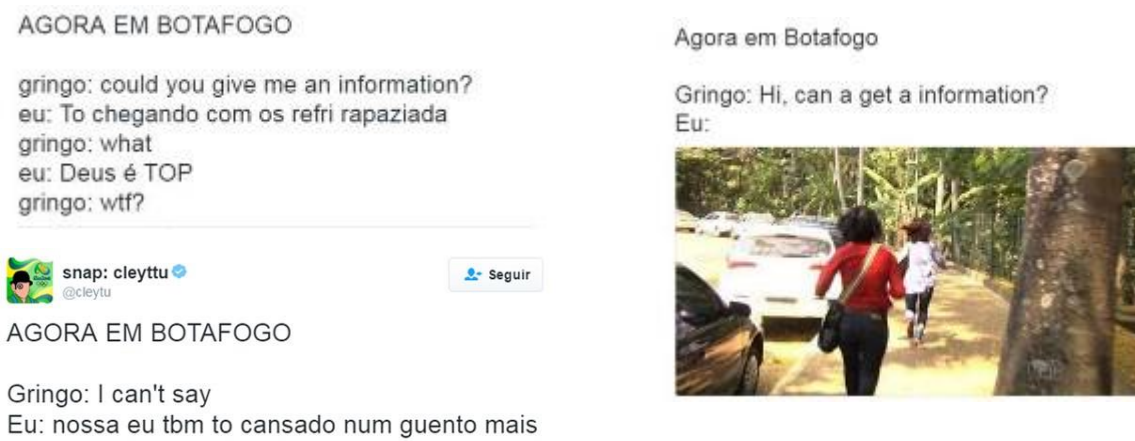 AGORA EM BOTAFOGO
gringo: could you give me an information?
eu: To chegando com os refri rapaziada
gringo: what
eu: Deus é TOP
gringo: wtf?
snap: cleyttu
@cleytu
Seguir
AGORA EM BOTAFOGO
Gringo: I can't say
Eu: nossa eu tbm to cansado num guento mais
Agora em Botafogo
Gringo: Hi, can a get a information?
Eu: